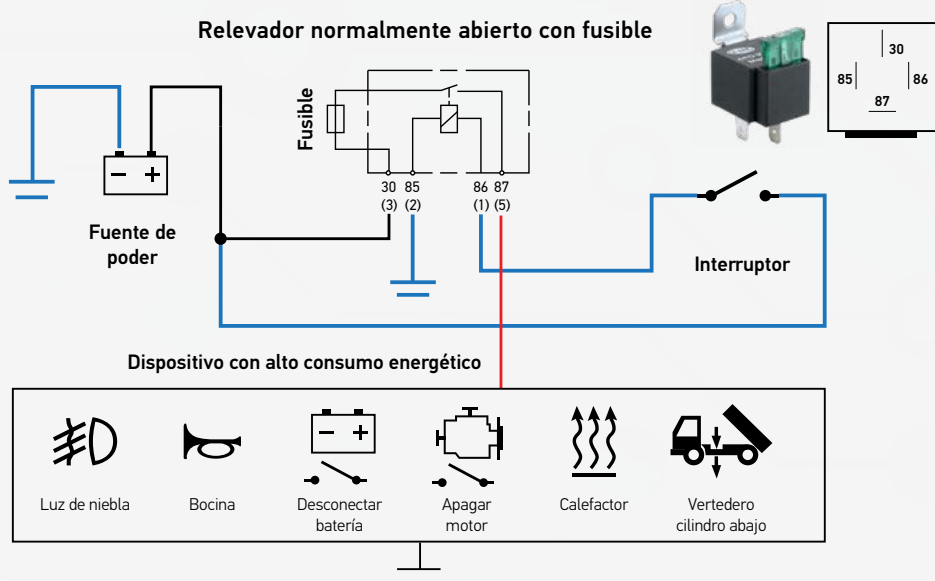 Relevador normalmente abierto con fusible
30
85
86
87
Fusible
30 85 86 87
(3) (2) (1) (5)
− +
Fuente de
poder
Interruptor
Dispositivo con alto consumo energético
− +
Luz de niebla
Bocina
Desconectar
batería
Apagar
motor
Calefactor
Vertedero
cilindro abajo